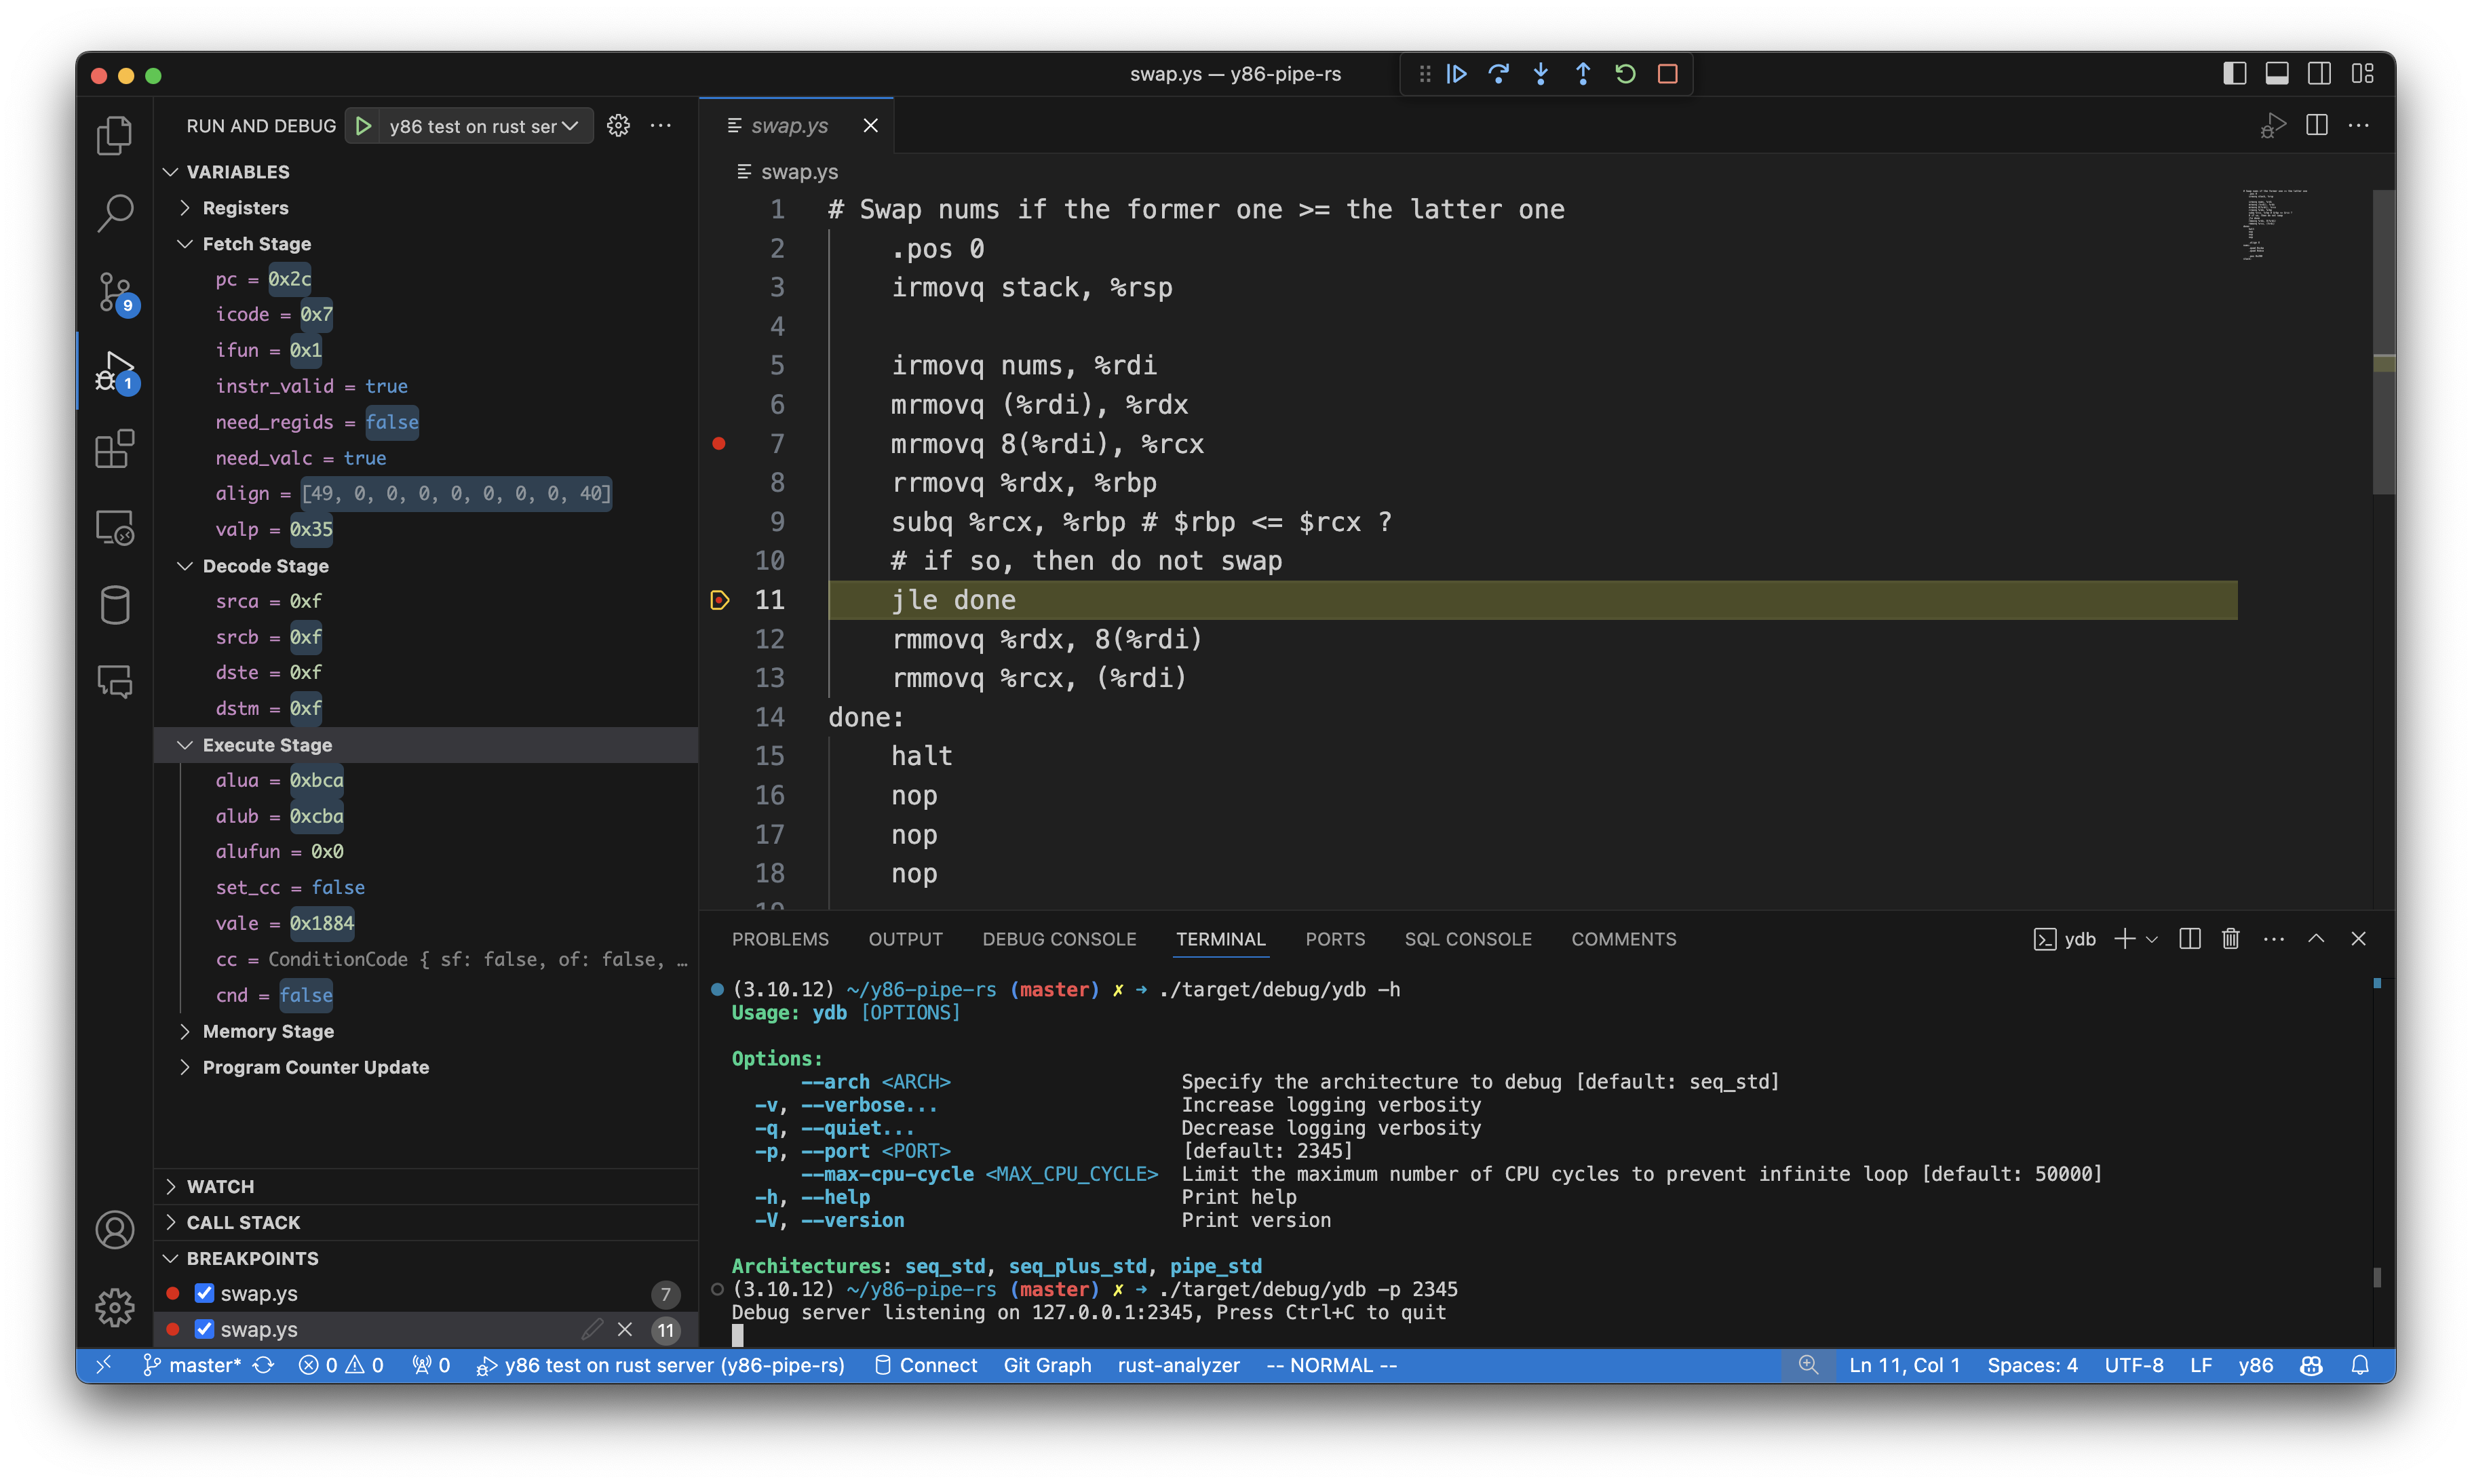 swap.ys — y86-pipe-rs
RUN AND DEBUG
y86 test on rust ser
VARIABLES
Registers
Fetch Stage
pc = 0x2c
icode = 0x7
ifun = 0x1
instr_valid = true
need_regids = false
need_valc = true
align = [49, 0, 0, 0, 0, 0, 0, 0, 40]
valp = 0x35
Decode Stage
srca = 0xf
srcb = 0xf
dste = 0xf
dstm = 0xf
Execute Stage
alua = 0xbca
alub = 0xcba
alufun = 0x0
set_cc = false
vale = 0x1884
cc = ConditionCode { sf: false, of: false, …
cnd = false
Memory Stage
Program Counter Update
WATCH
CALL STACK
BREAKPOINTS
swap.ys 7
swap.ys 11
9
1
swap.ys
swap.ys
1 # Swap nums if the former one >= the latter one
2 .pos 0
3 irmovq stack, %rsp
4
5 irmovq nums, %rdi
6 mrmovq (%rdi), %rdx
7 mrmovq 8(%rdi), %rcx
8 rrmovq %rdx, %rbp
9 subq %rcx, %rbp # $rbp <= $rcx ?
10 # if so, then do not swap
11 jle done
12 rmmovq %rdx, 8(%rdi)
13 rmmovq %rcx, (%rdi)
14 done:
15 halt
16 nop
17 nop
18 nop
19
PROBLEMS OUTPUT DEBUG CONSOLE TERMINAL PORTS SQL CONSOLE COMMENTS
ydb
(3.10.12) ~/y86-pipe-rs (master) ✗ ➜ ./target/debug/ydb -h
Usage: ydb [OPTIONS]
Options:
--arch <ARCH> Specify the architecture to debug [default: seq_std]
-v, --verbose... Increase logging verbosity
-q, --quiet... Decrease logging verbosity
-p, --port <PORT> [default: 2345]
--max-cpu-cycle <MAX_CPU_CYCLE> Limit the maximum number of CPU cycles to prevent infinite loop [default: 50000]
-h, --help Print help
-V, --version Print version
Architectures: seq_std, seq_plus_std, pipe_std
(3.10.12) ~/y86-pipe-rs (master) ✗ ➜ ./target/debug/ydb -p 2345
Debug server listening on 127.0.0.1:2345, Press Ctrl+C to quit
master* 0 0 0 y86 test on rust server (y86-pipe-rs) Connect Git Graph rust-analyzer -- NORMAL -- Ln 11, Col 1 Spaces: 4 UTF-8 LF y86